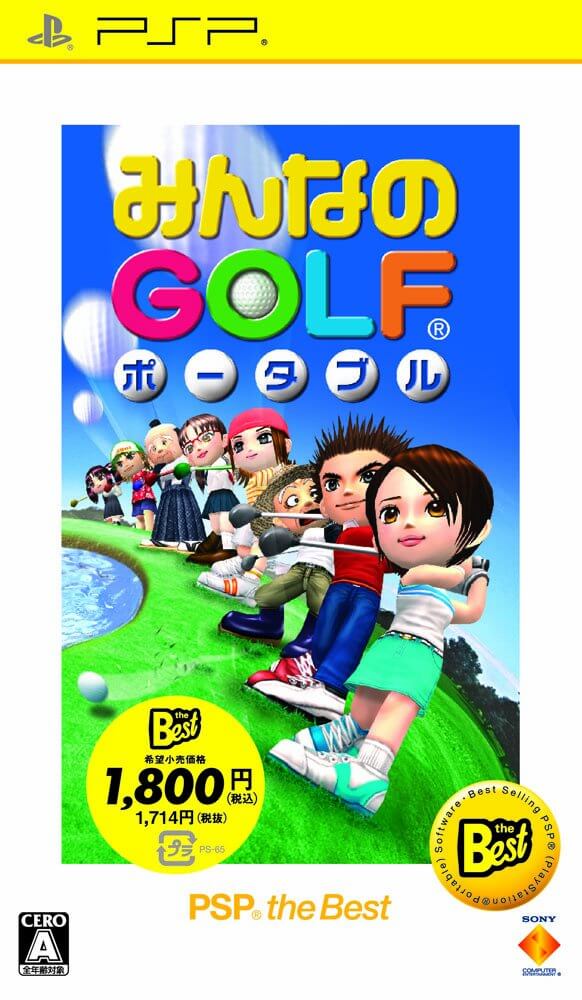 PSP®
みんなの
GOLF®
ポータブル
the Best
希望小売価格
1,800円(税込)
1,714円(税抜)
プラ PS-65
Software・Best Selling PSP® (PlayStation®Portable)
the Best
PSP® the Best
CERO
A
全年齢対象
SONY
COMPUTER ENTERTAINMENT®